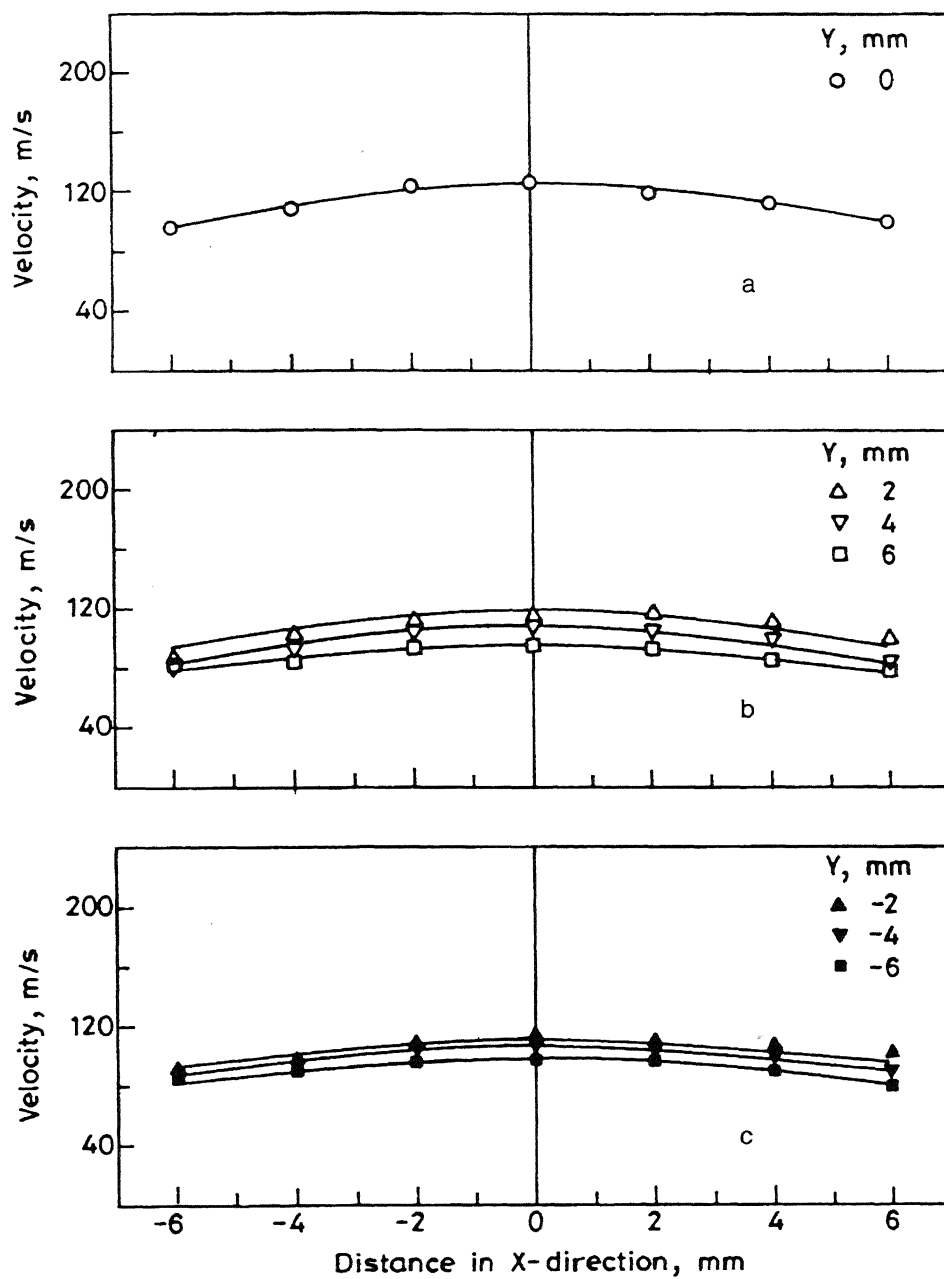 Y, mm
○ 0
200
120
40
Velocity, m/s
a
Y, mm
△ 2
▽ 4
□ 6
200
120
40
Velocity, m/s
b
Y, mm
▲ -2
▼ -4
■ -6
200
120
40
Velocity, m/s
c
-6 -4 -2 0 2 4 6
Distance in X-direction, mm